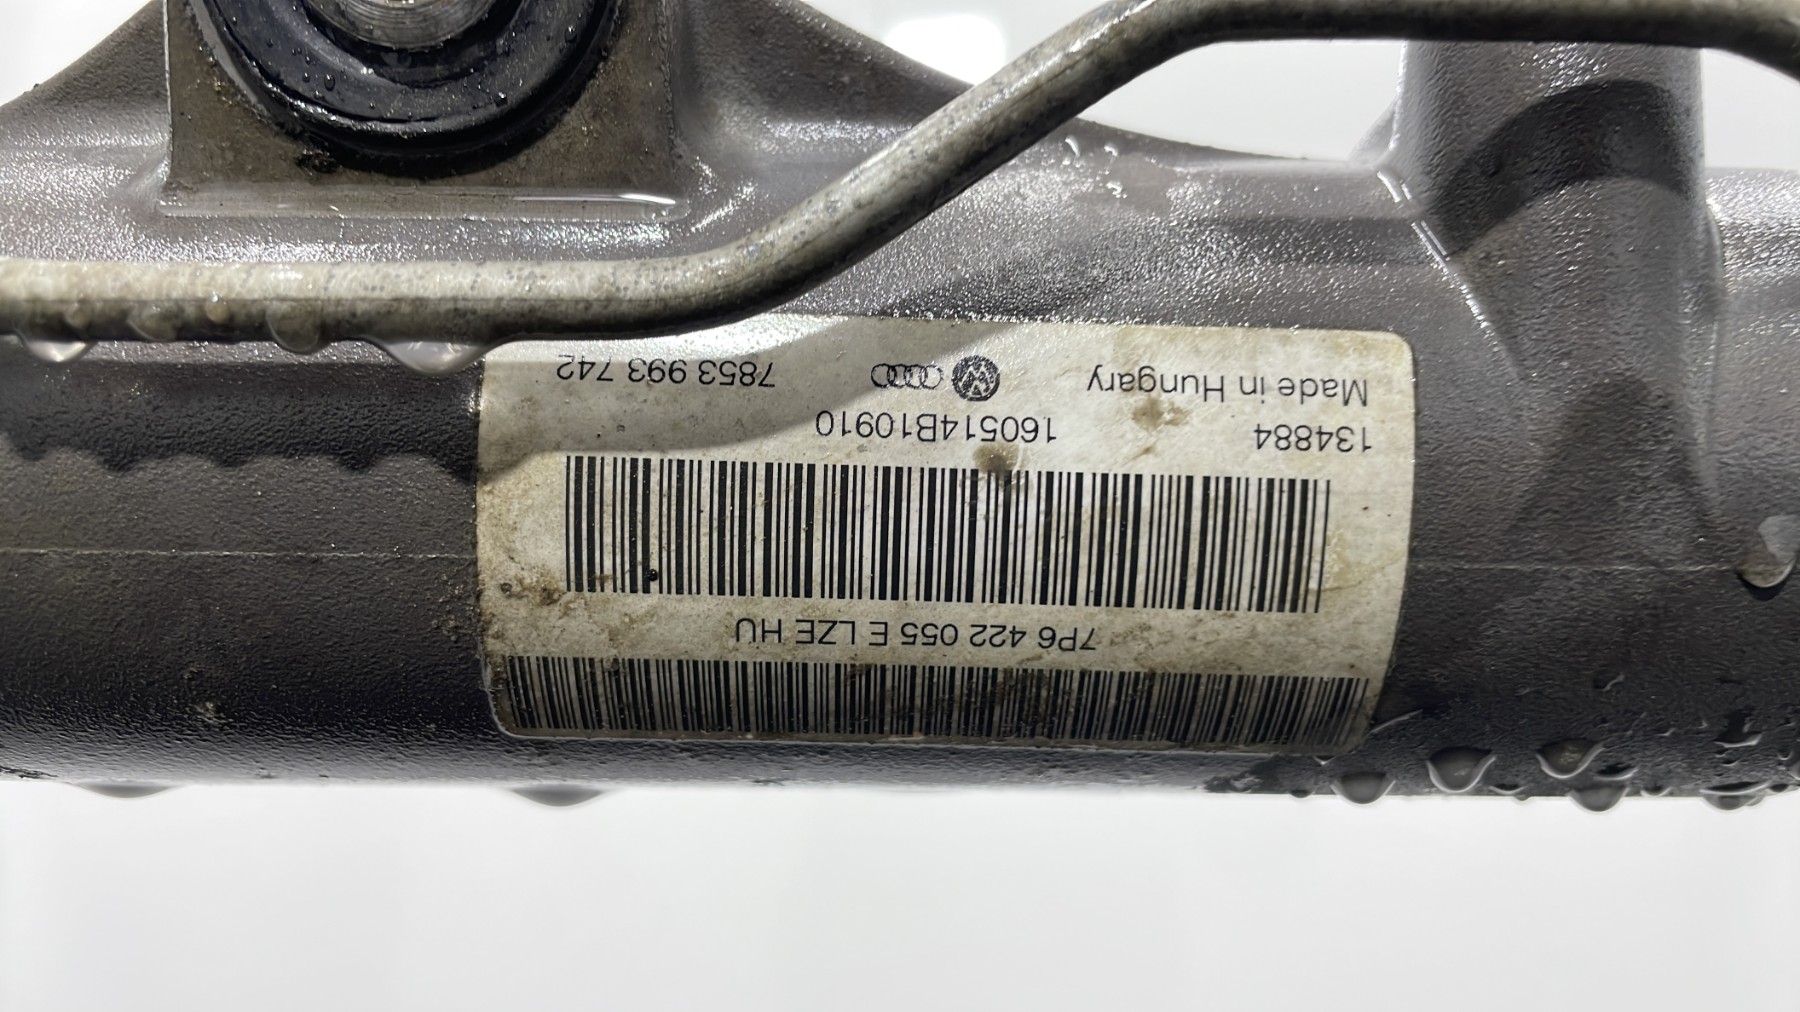 7P6 422 055 E LZE HU
134884 160514B10910
Made in Hungary 7853 993 742